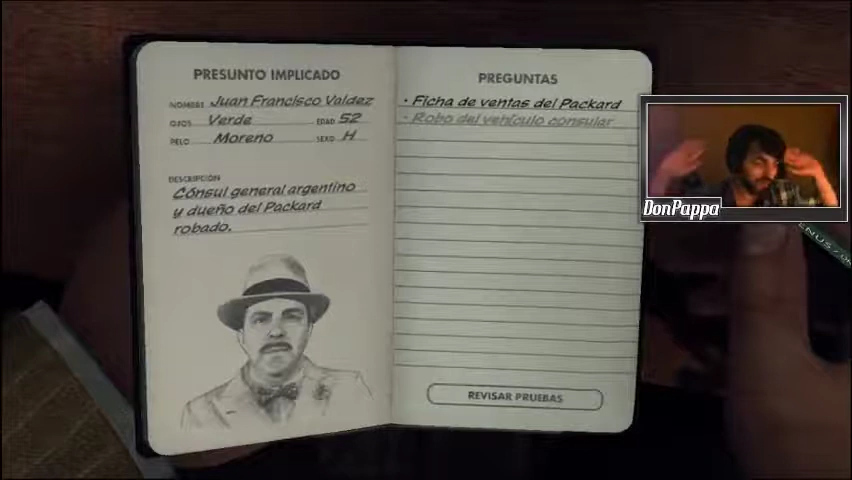 PRESUNTO IMPLICADO
NOMBRE Juan Francisco Valdez
OJOS Verde EDAD 52
PELO Moreno SEXO H
DESCRIPCIÓN
Cónsul general argentino
y dueño del Packard
robado.
PREGUNTAS
• Ficha de ventas del Packard
• Robo del vehículo consular
REVISAR PRUEBAS
DonPappa